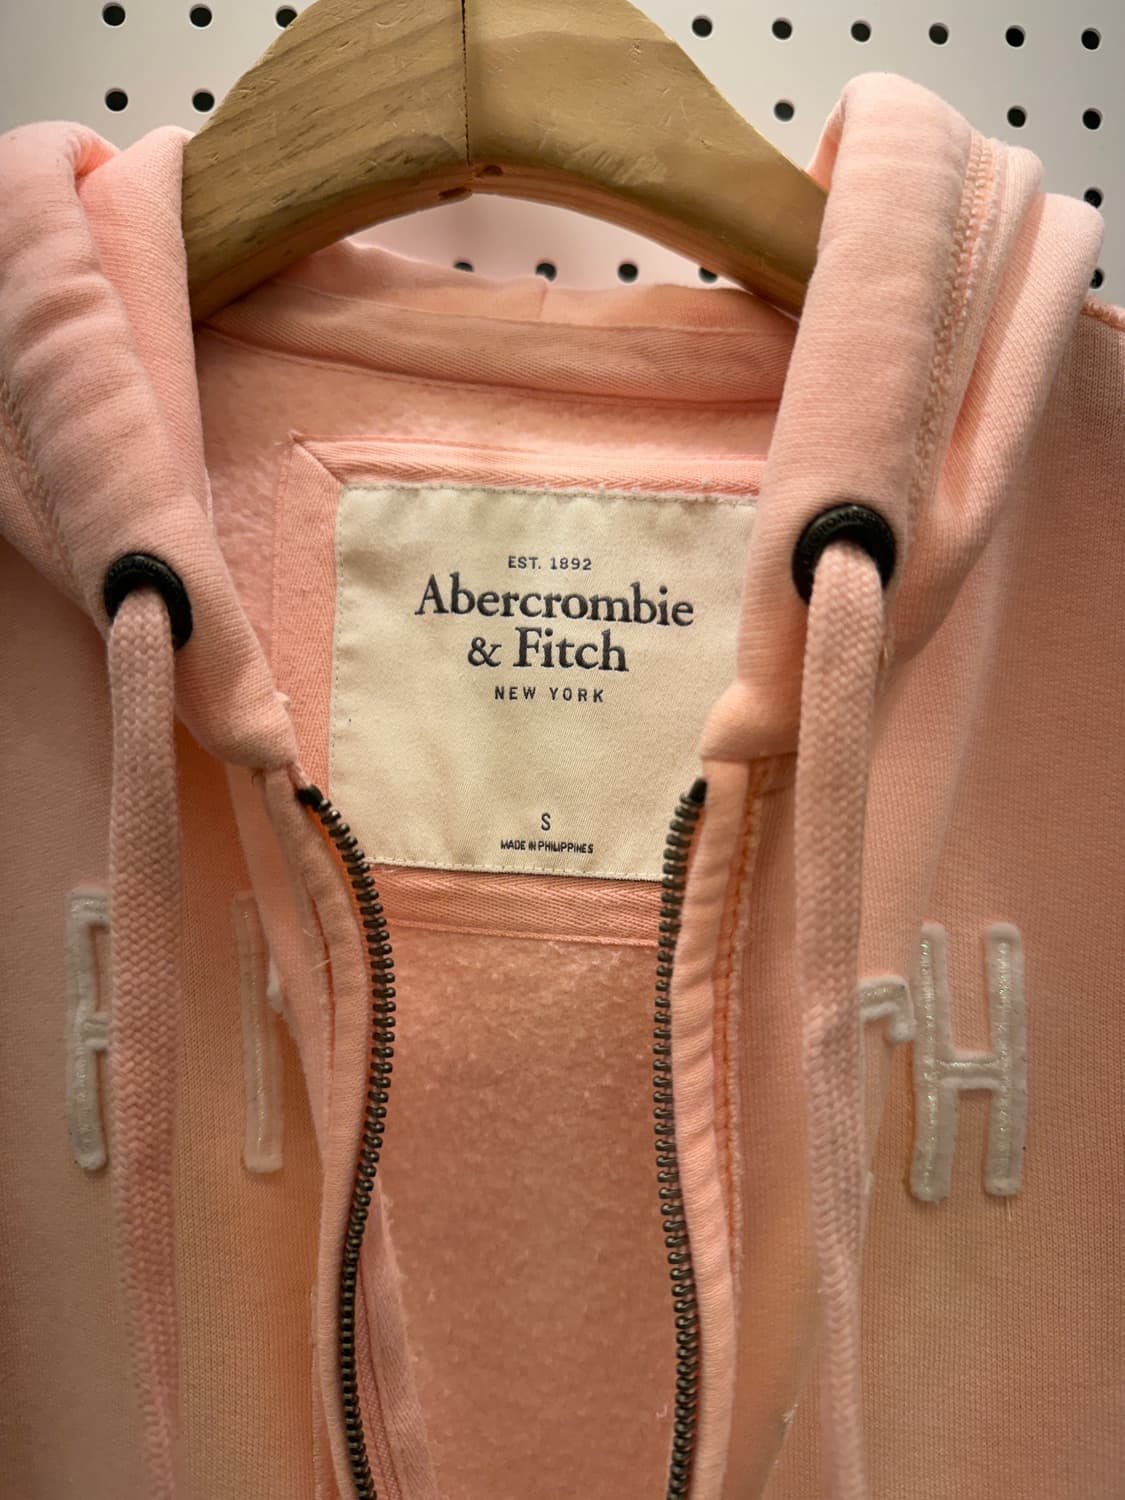 EST. 1892
Abercrombie
& Fitch
NEW YORK
S
MADE IN PHILIPPINES
F I H